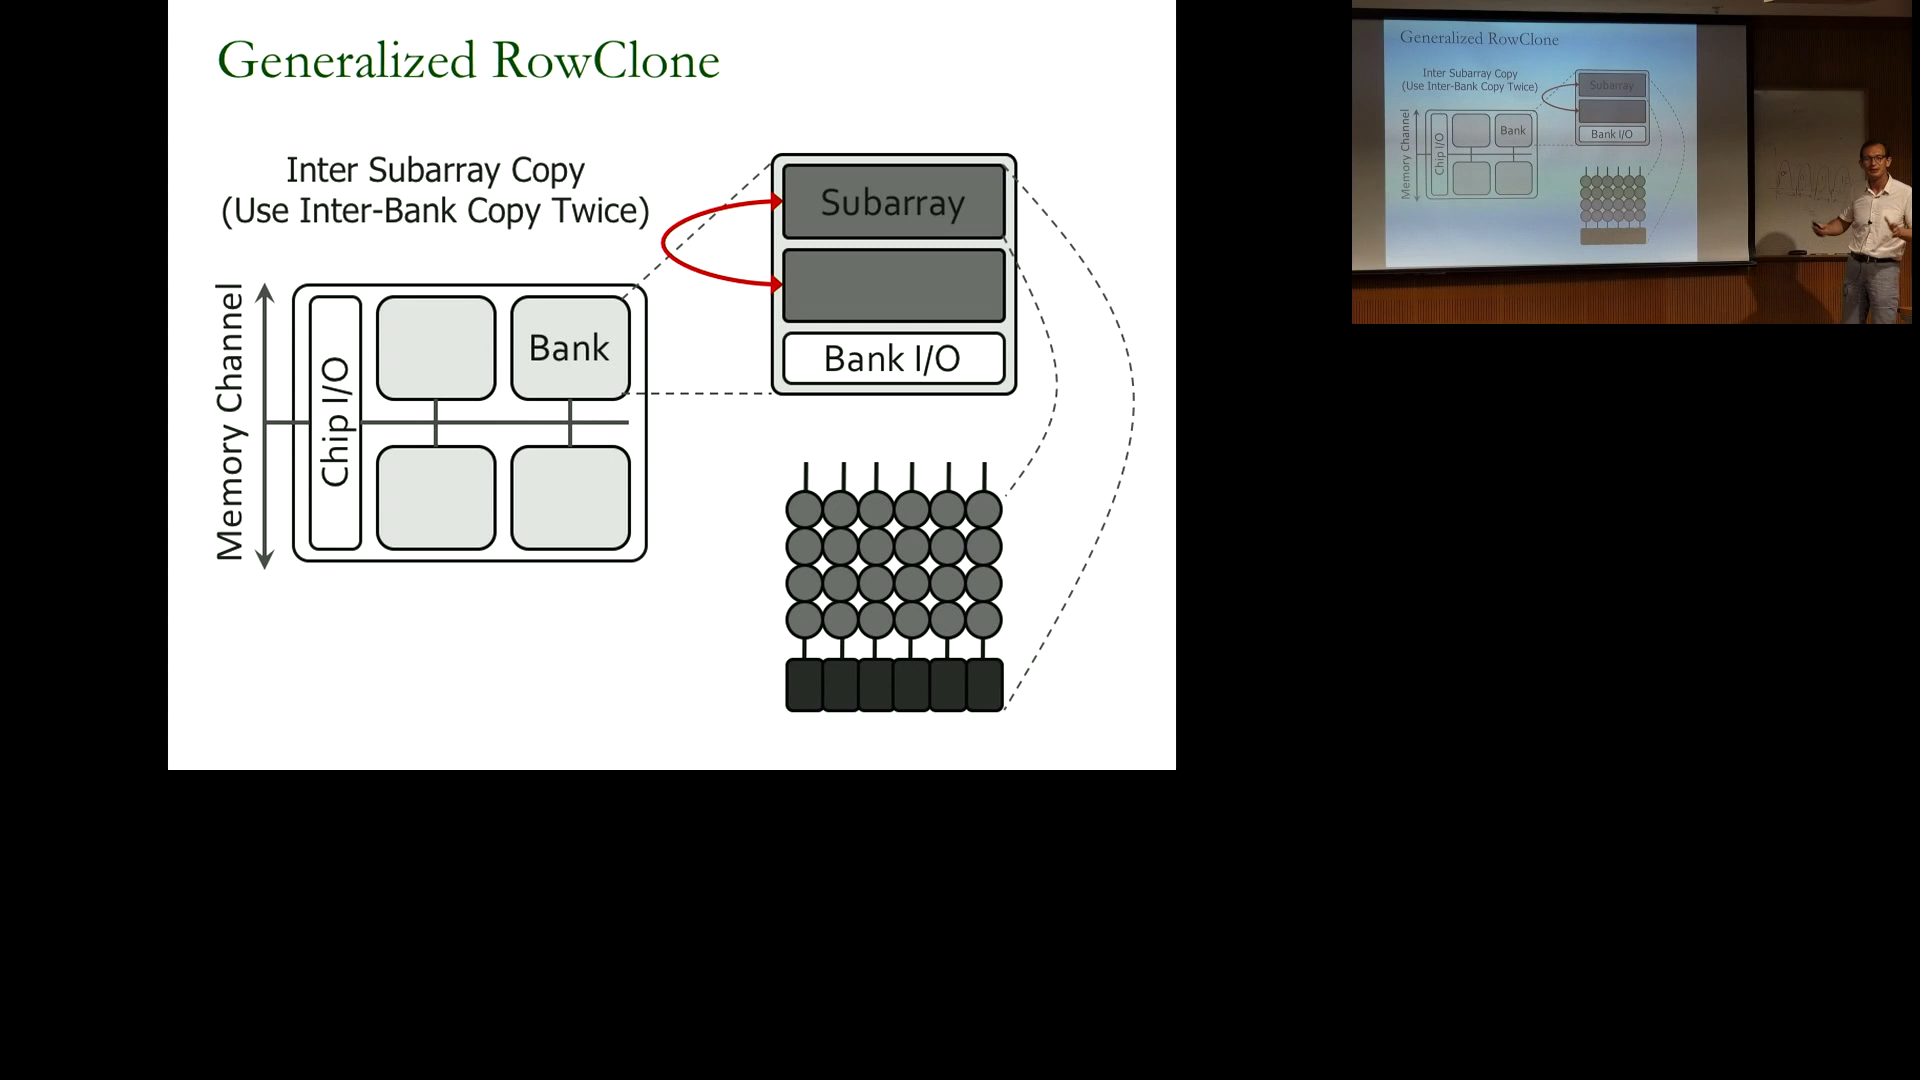 Generalized RowClone
Inter Subarray Copy
(Use Inter-Bank Copy Twice)
Memory Channel
Chip I/O
Bank
Subarray
Bank I/O
Generalized RowClone
Inter Subarray Copy
(Use Inter-Bank Copy Twice)
Memory Channel
Chip I/O
Bank
Subarray
Bank I/O